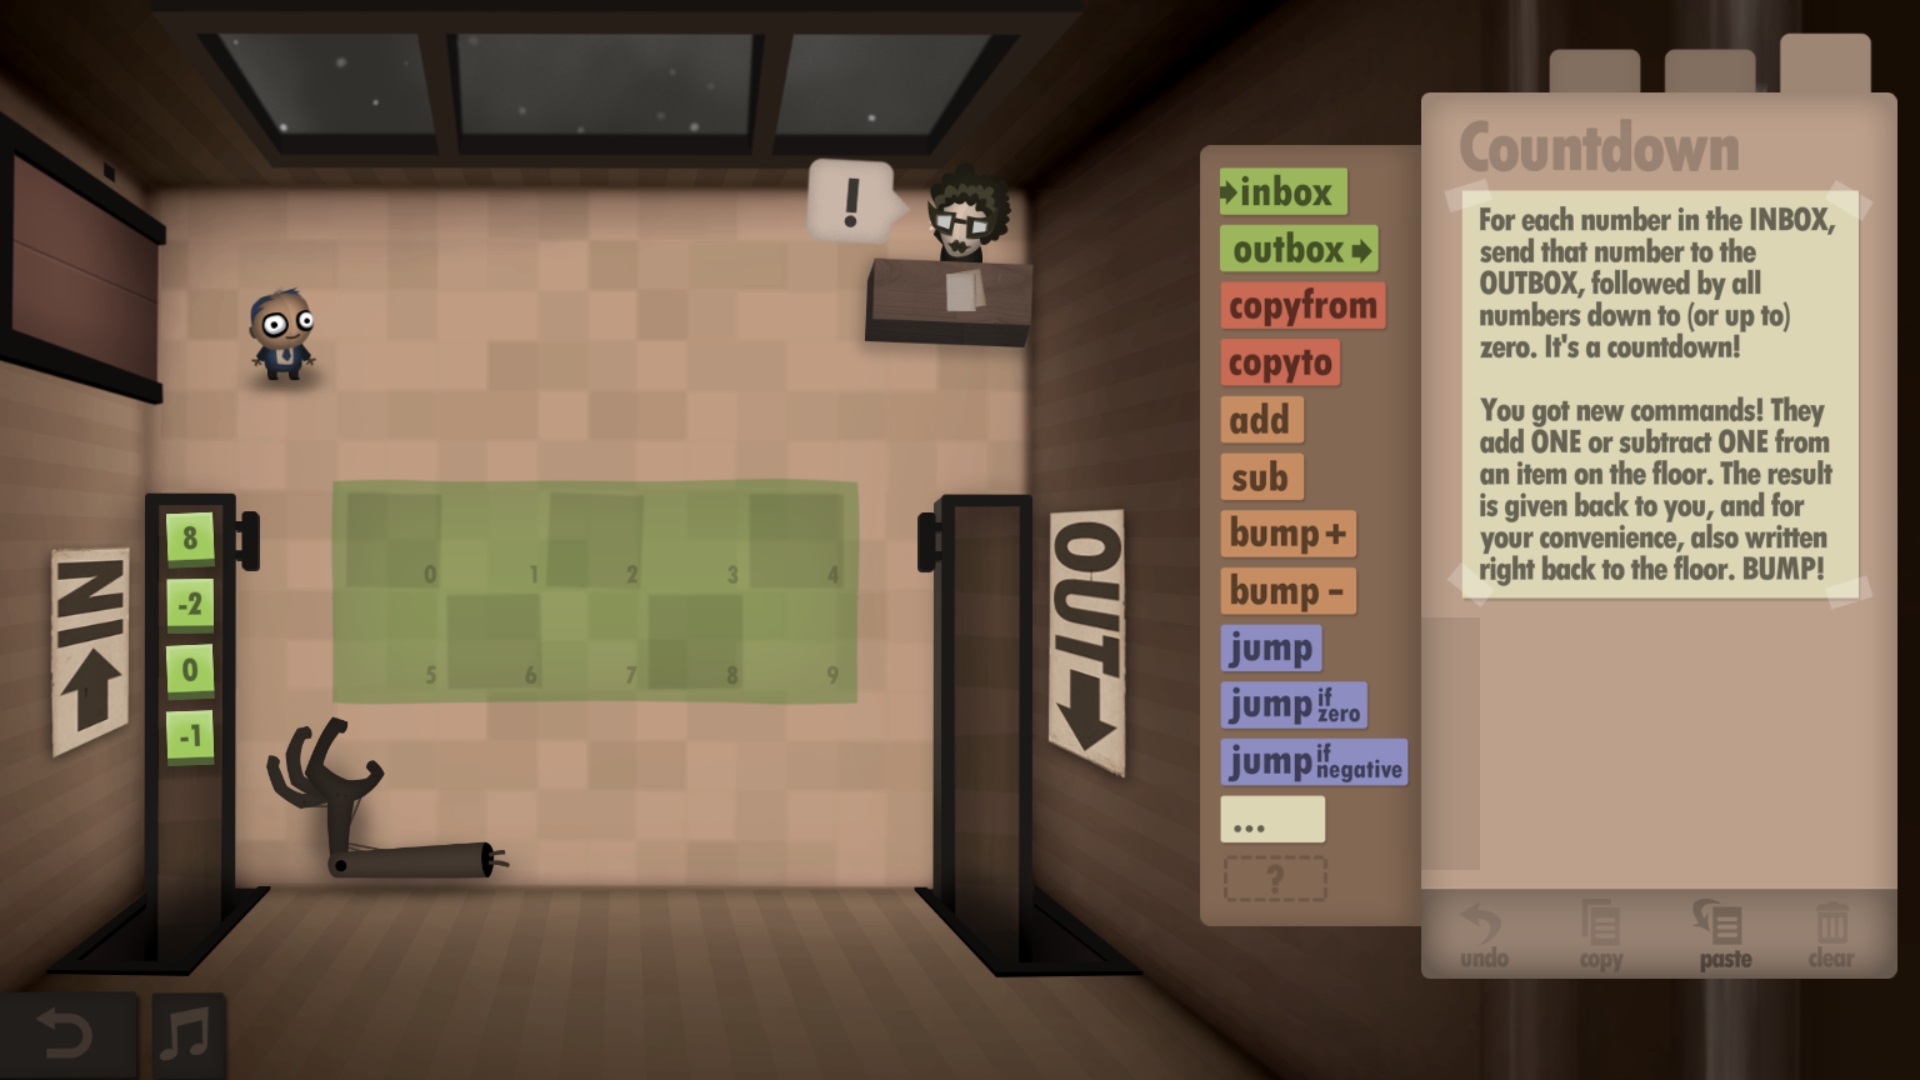 !
IN
8
-2
0
-1
0
1
2
3
4
5
6
7
8
9
OUT
inbox
outbox
copyfrom
copyto
add
sub
bump +
bump -
jump
jump if zero
jump if negative
...
?
Countdown
For each number in the INBOX,
send that number to the
OUTBOX, followed by all
numbers down to (or up to)
zero. It's a countdown!
You got new commands! They
add ONE or subtract ONE from
an item on the floor. The result
is given back to you, and for
your convenience, also written
right back to the floor. BUMP!
undo
copy
paste
clear